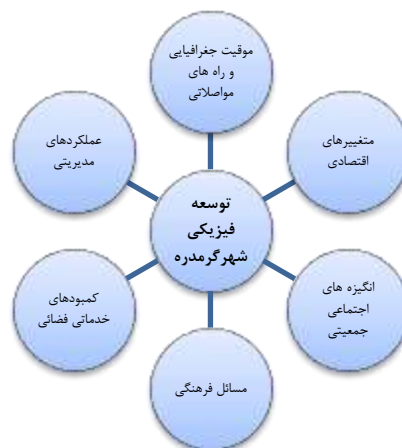 موقیت جغرافیایی
و راه های
مواصلاتی
متغییرهای
اقتصادی
انگیزه های
اجتماعی
جمعیتی
مسائل فرهنگی
کمبودهای
خدماتی فضائی
عملکردهای
مدیریتی
توسعه
فیزیکی
شهرگرمدره